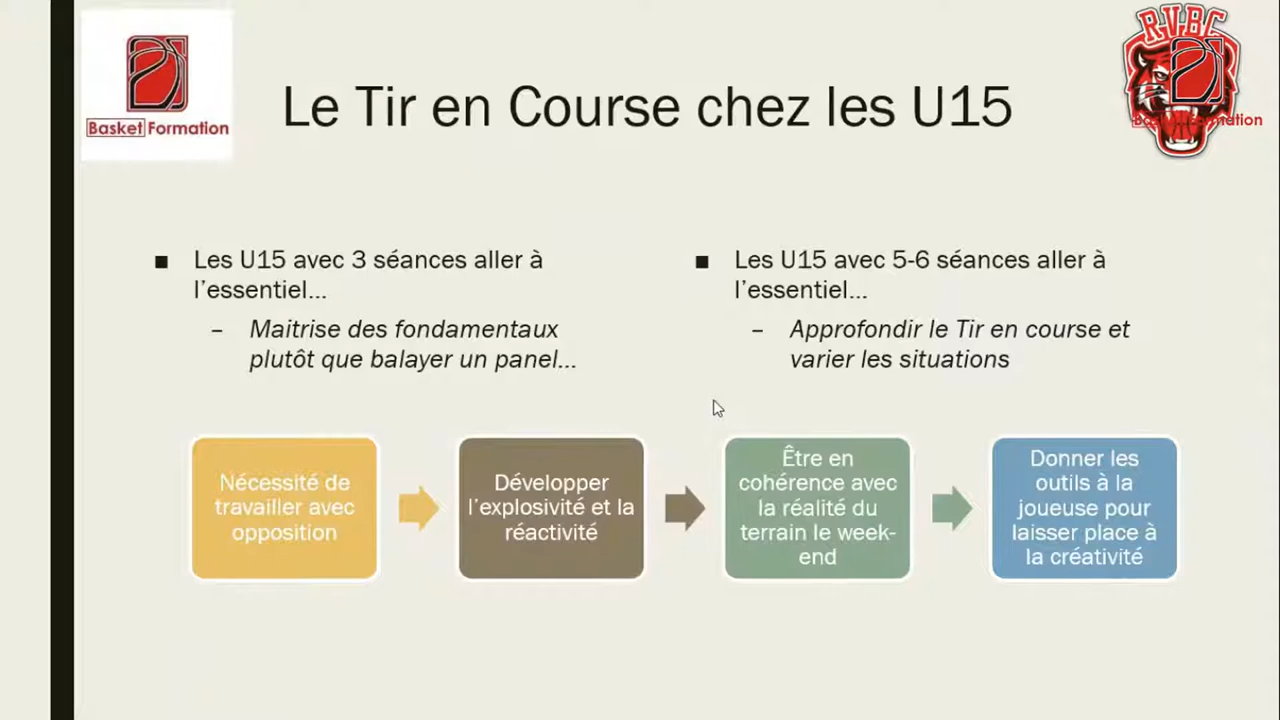 Basket Formation
Le Tir en Course chez les U15
RVBC
■ Les U15 avec 3 séances aller à
l'essentiel...
– Maitrise des fondamentaux
plutôt que balayer un panel...
■ Les U15 avec 5-6 séances aller à
l'essentiel...
– Approfondir le Tir en course et
varier les situations
Nécessité de
travailler avec
opposition
Développer
l'explosivité et la
réactivité
Être en
cohérence avec
la réalité du
terrain le week-
end
Donner les
outils à la
joueuse pour
laisser place à
la créativité